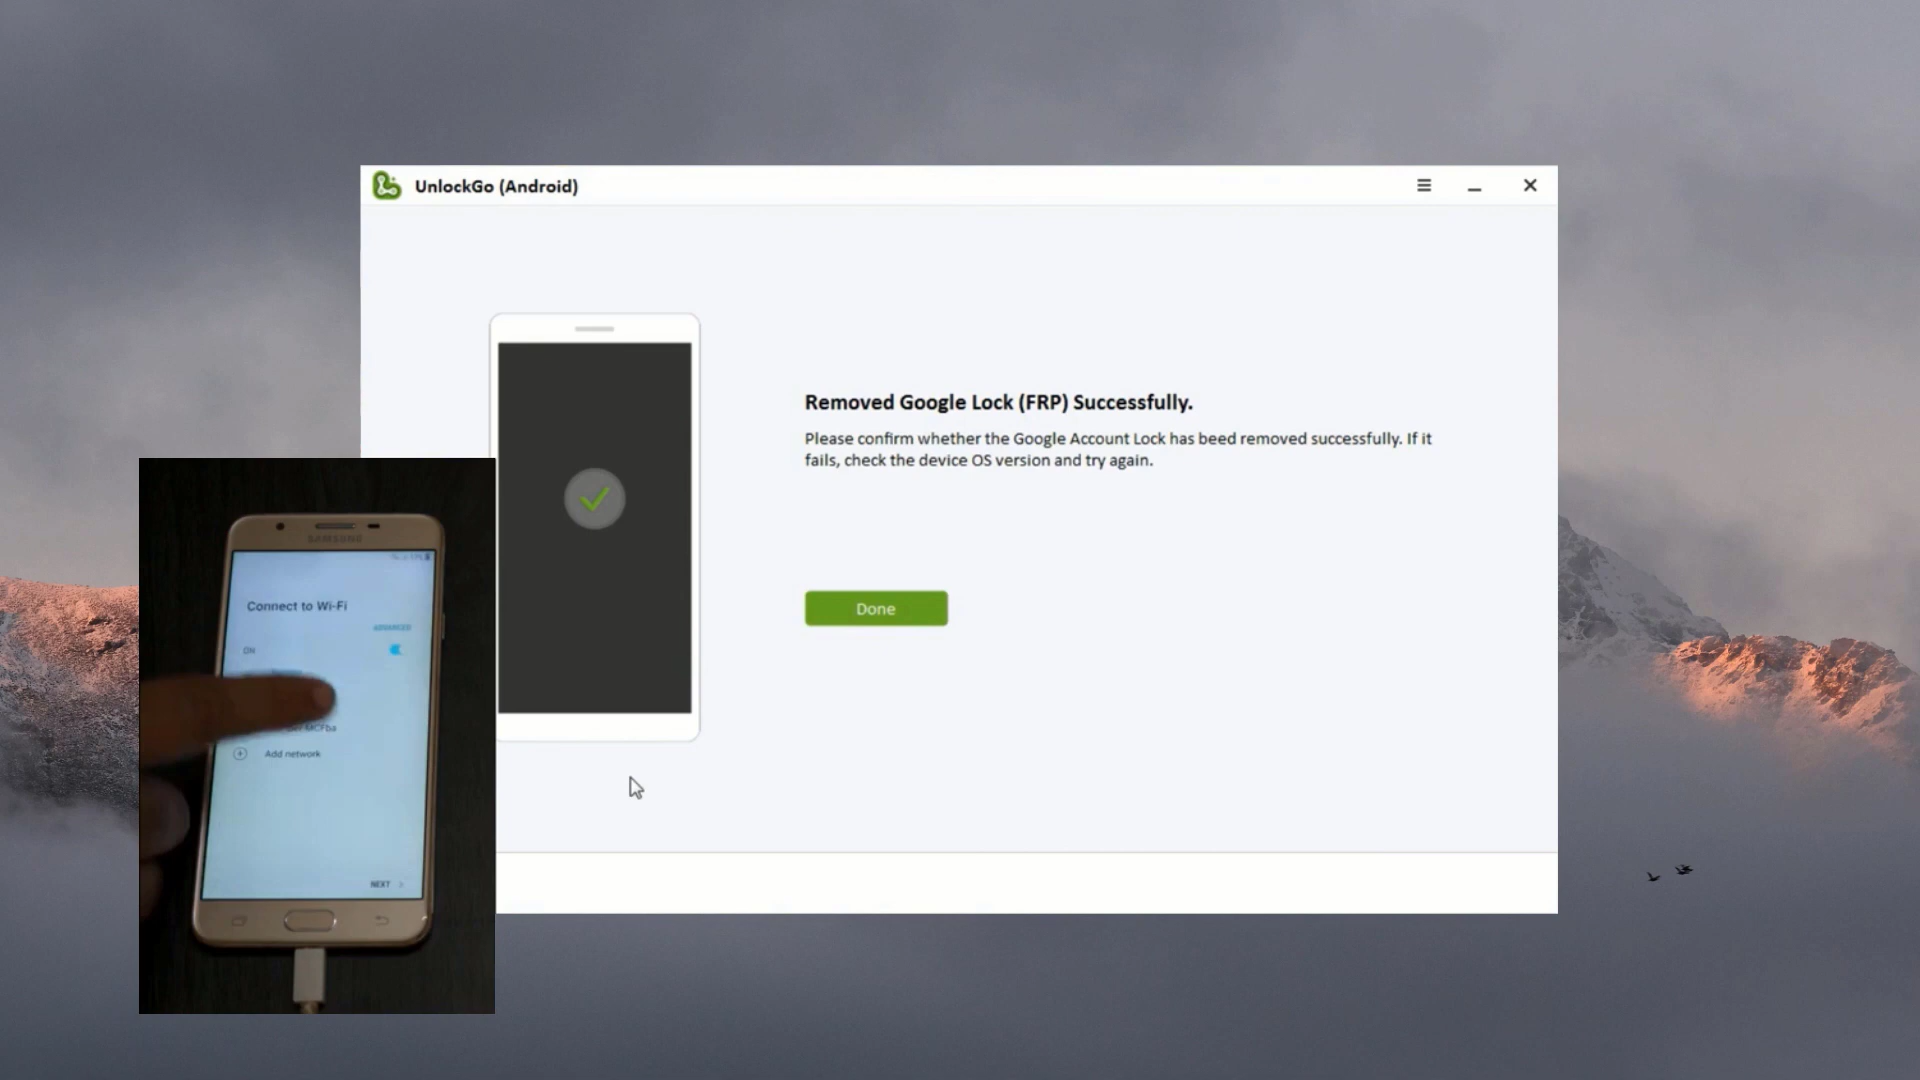 UnlockGo (Android)
Removed Google Lock (FRP) Successfully.
Please confirm whether the Google Account Lock has beed removed successfully. If it
fails, check the device OS version and try again.
Done
SAMSUNG
Connect to Wi-Fi
ADVANCED
ON
Add network
NEXT >